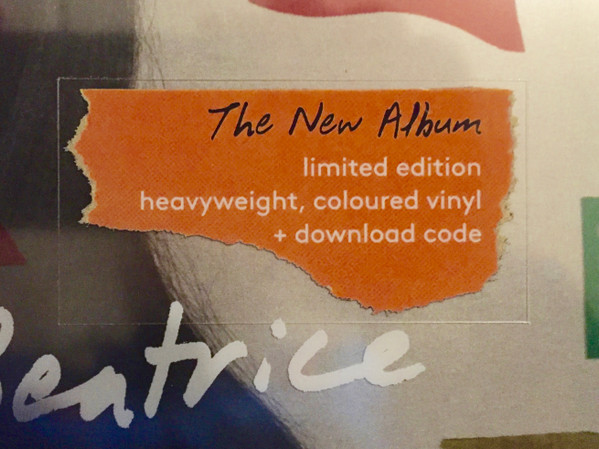 The New Album
limited edition
heavyweight, coloured vinyl
+ download code
Beatrice